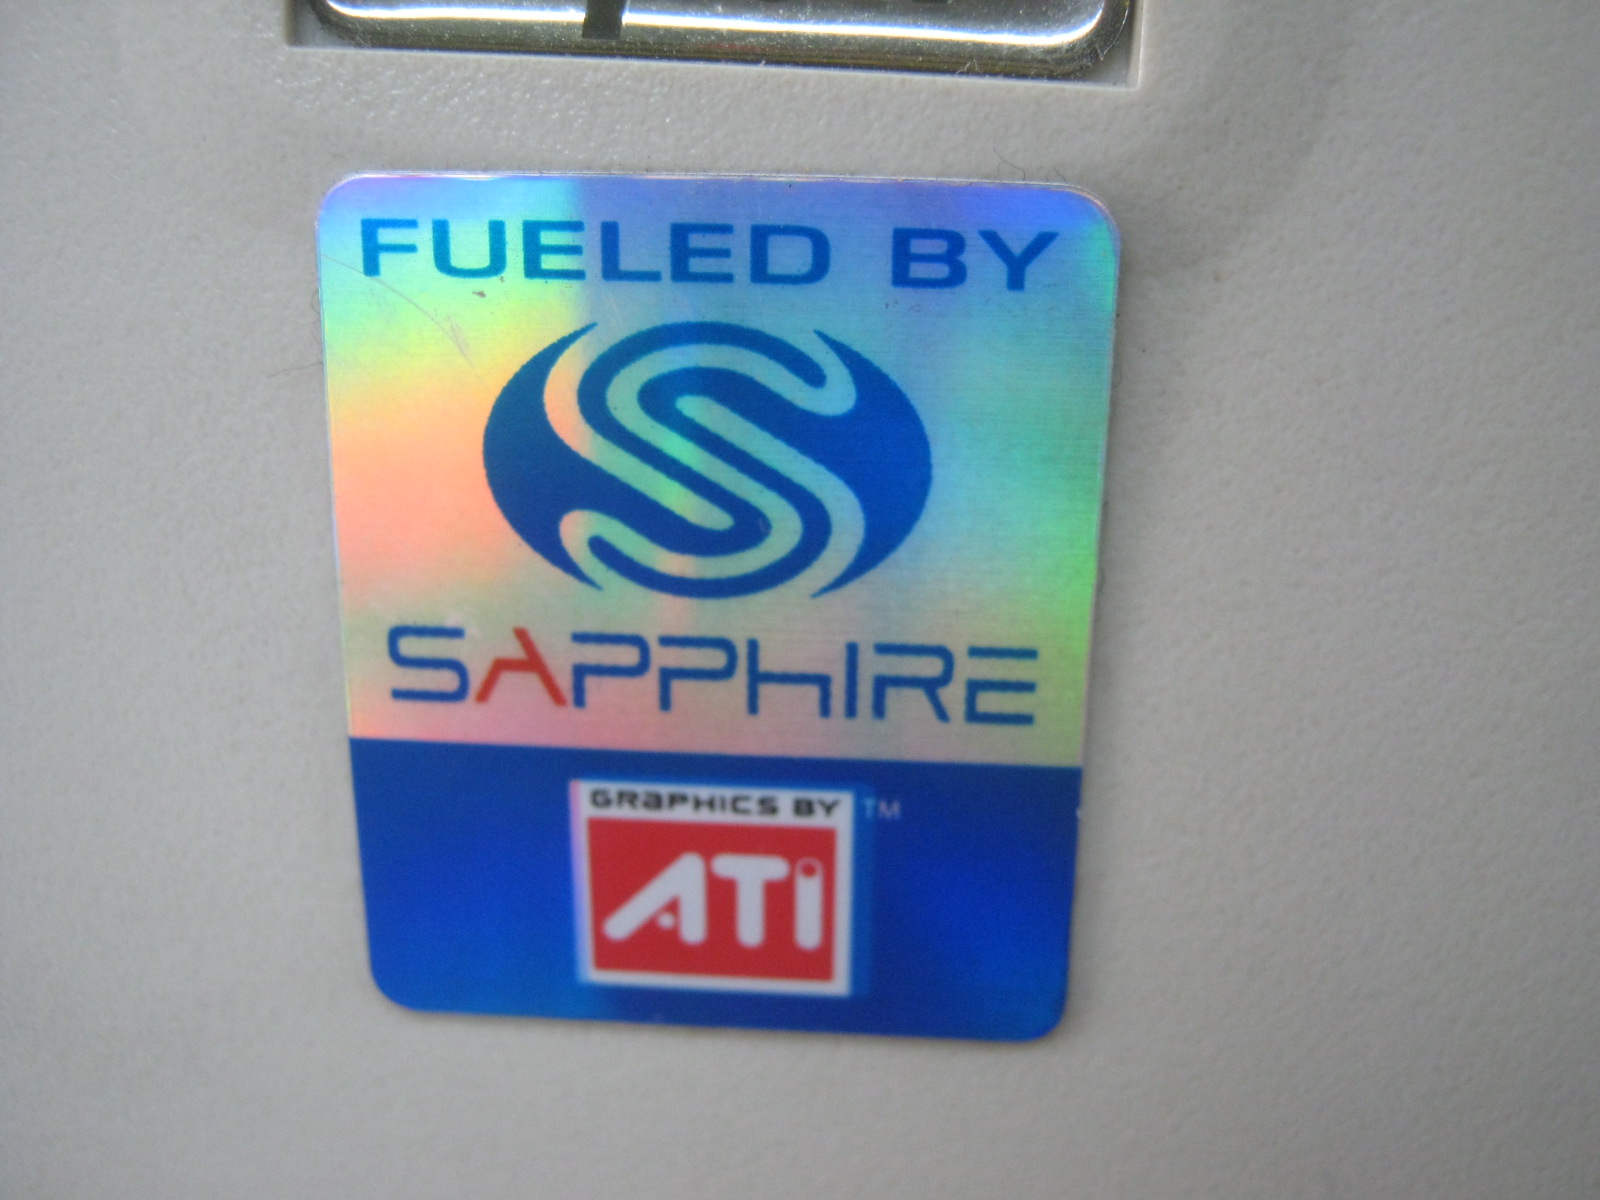 FUELED BY
SAPPHIRE
GRaPHICS BY
TM
ATi